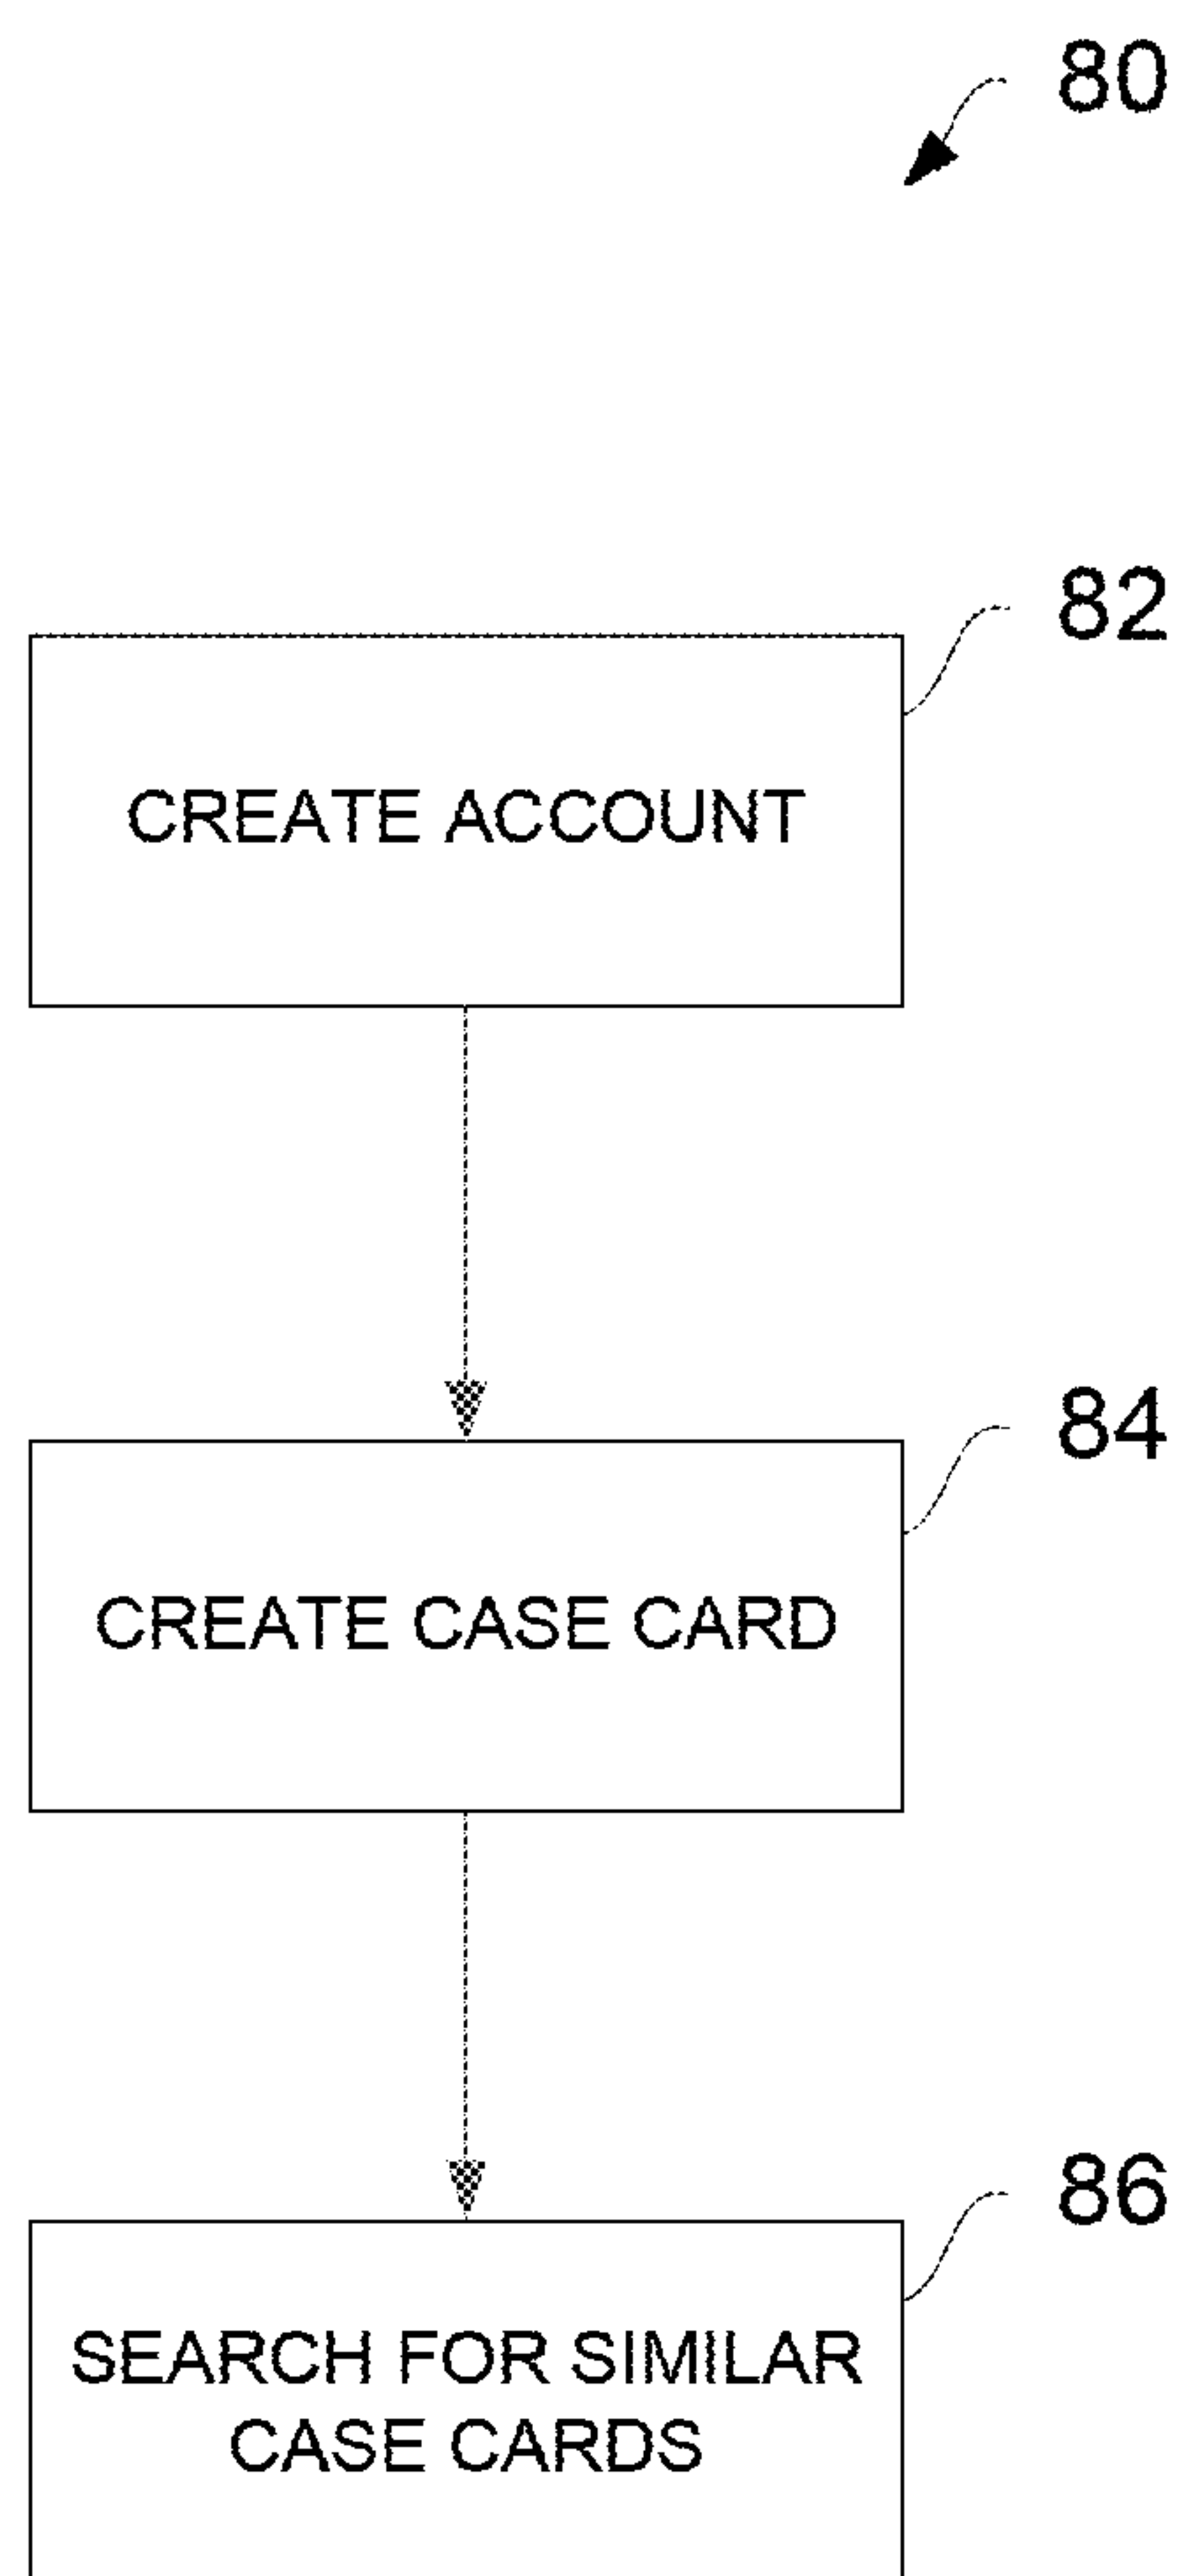 80
82
CREATE ACCOUNT
84
CREATE CASE CARD
86
SEARCH FOR SIMILAR
CASE CARDS